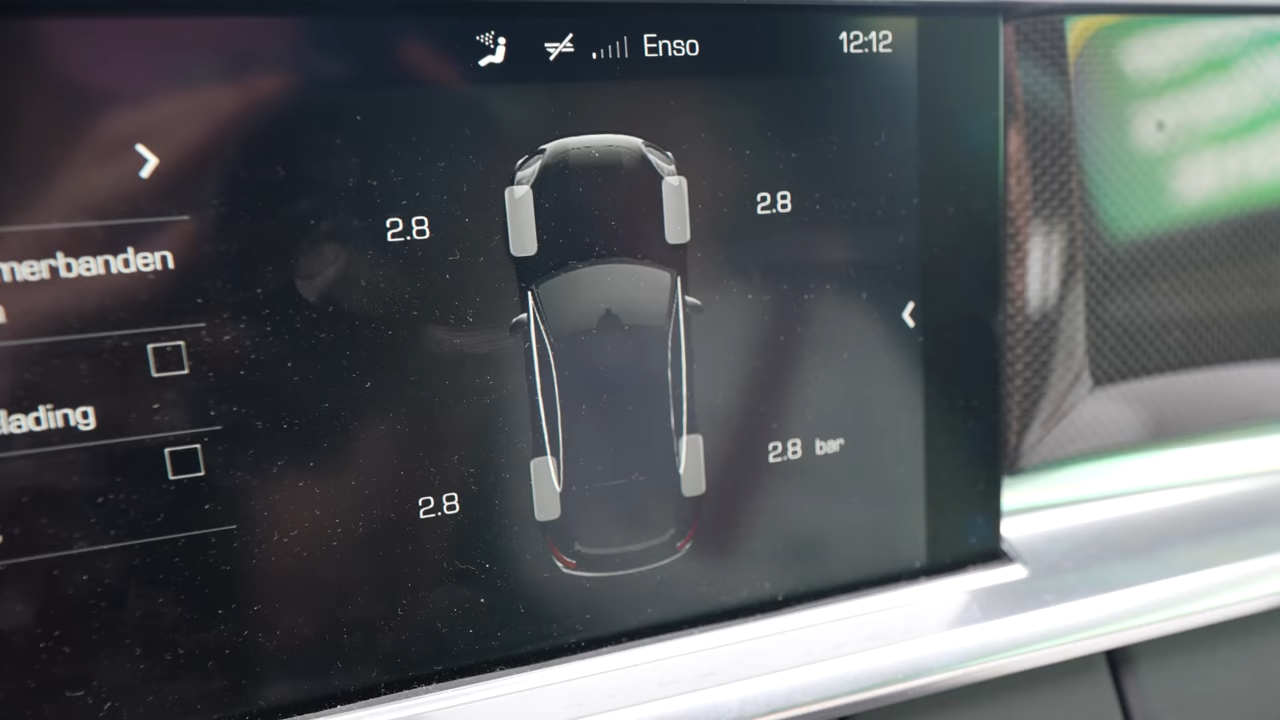 Enso 12:12
2.8 2.8
merbanden
lading
2.8 2.8 bar